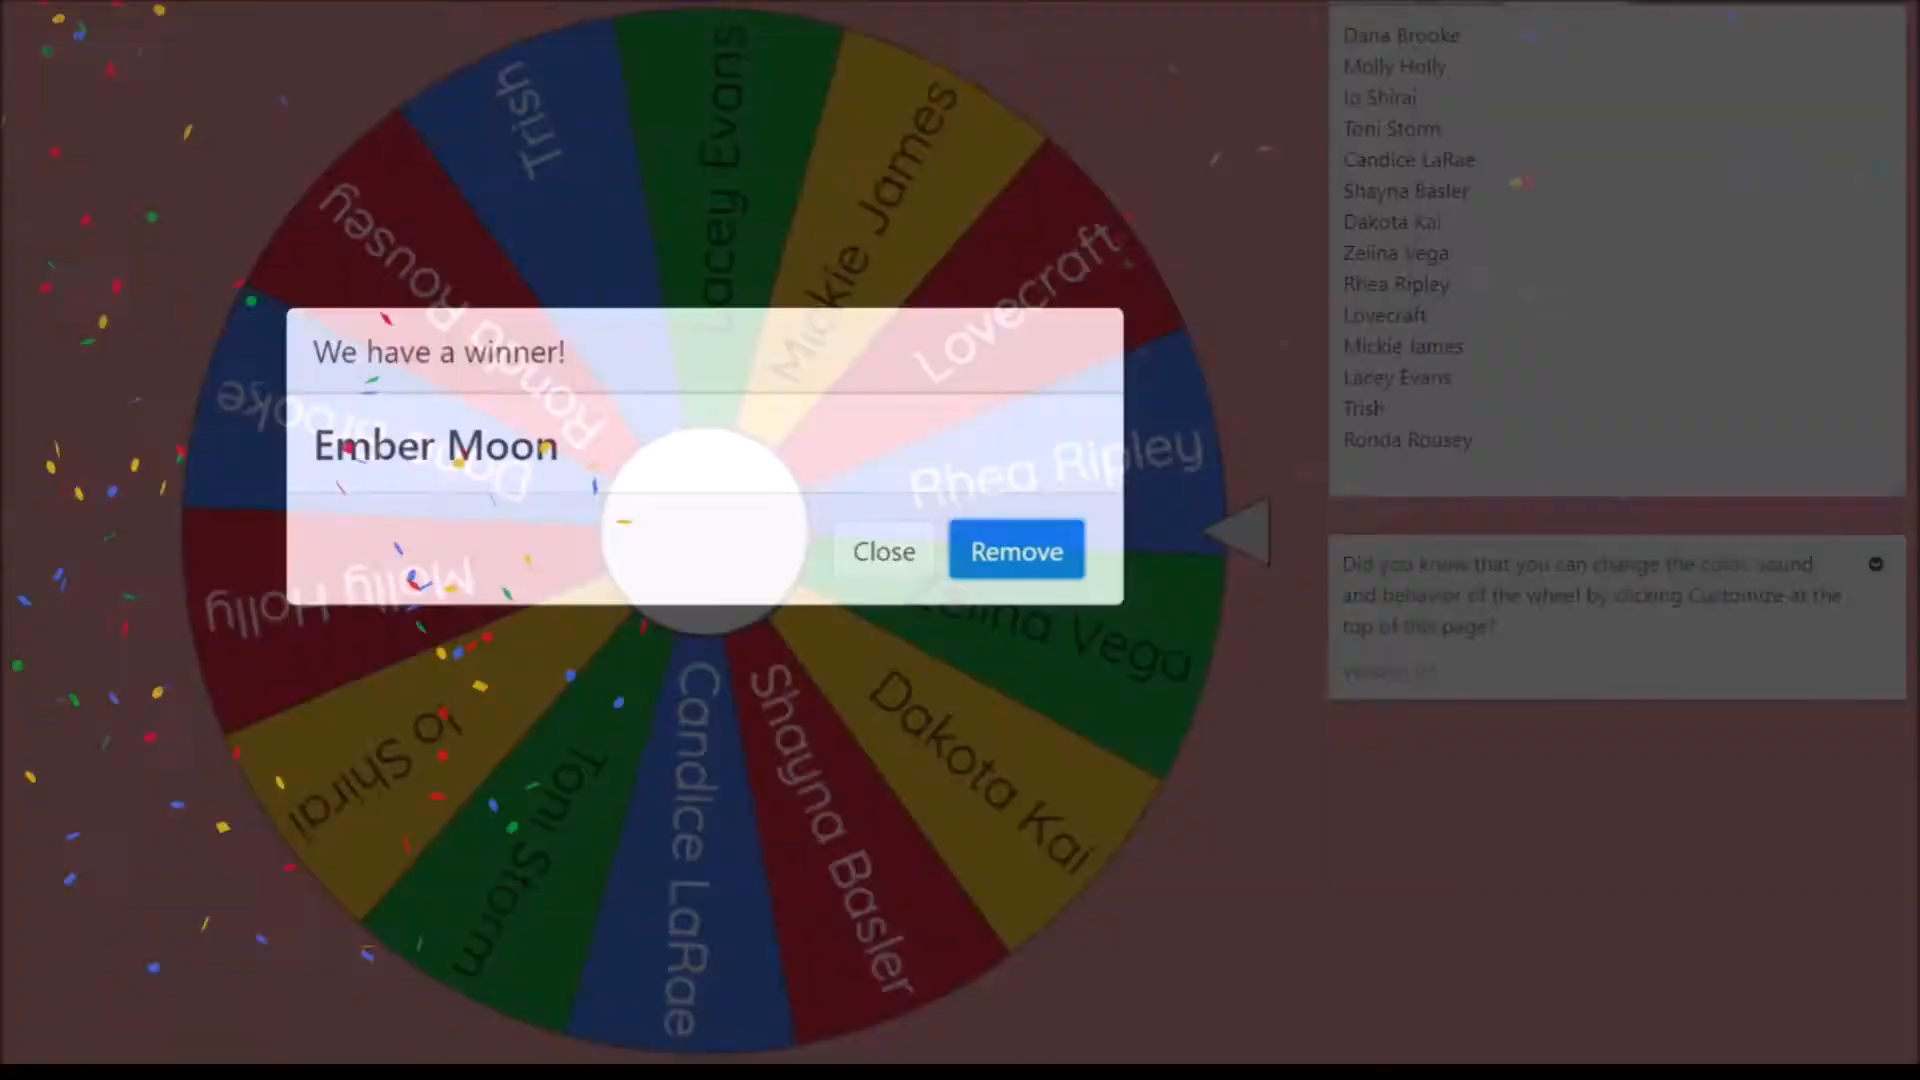 Trish
Lacey Evans
Mickie James
Lovecraft
Ronda Rousey
Rhea Ripley
Dana Brooke
We have a winner!
Ember Moon
Close
Remove
Molly Holly
Zelina Vega
Io Shirai
Toni Storm
Candice LaRae
Shayna Basler
Dakota Kai
Dana Brooke
Molly Holly
Io Shirai
Toni Storm
Candice LaRae
Shayna Basler
Dakota Kai
Zelina Vega
Rhea Ripley
Lovecraft
Mickie James
Lacey Evans
Trish
Ronda Rousey
Did you know that you can change the color, sound
and behavior of the wheel by clicking Customize at the
top of this page?